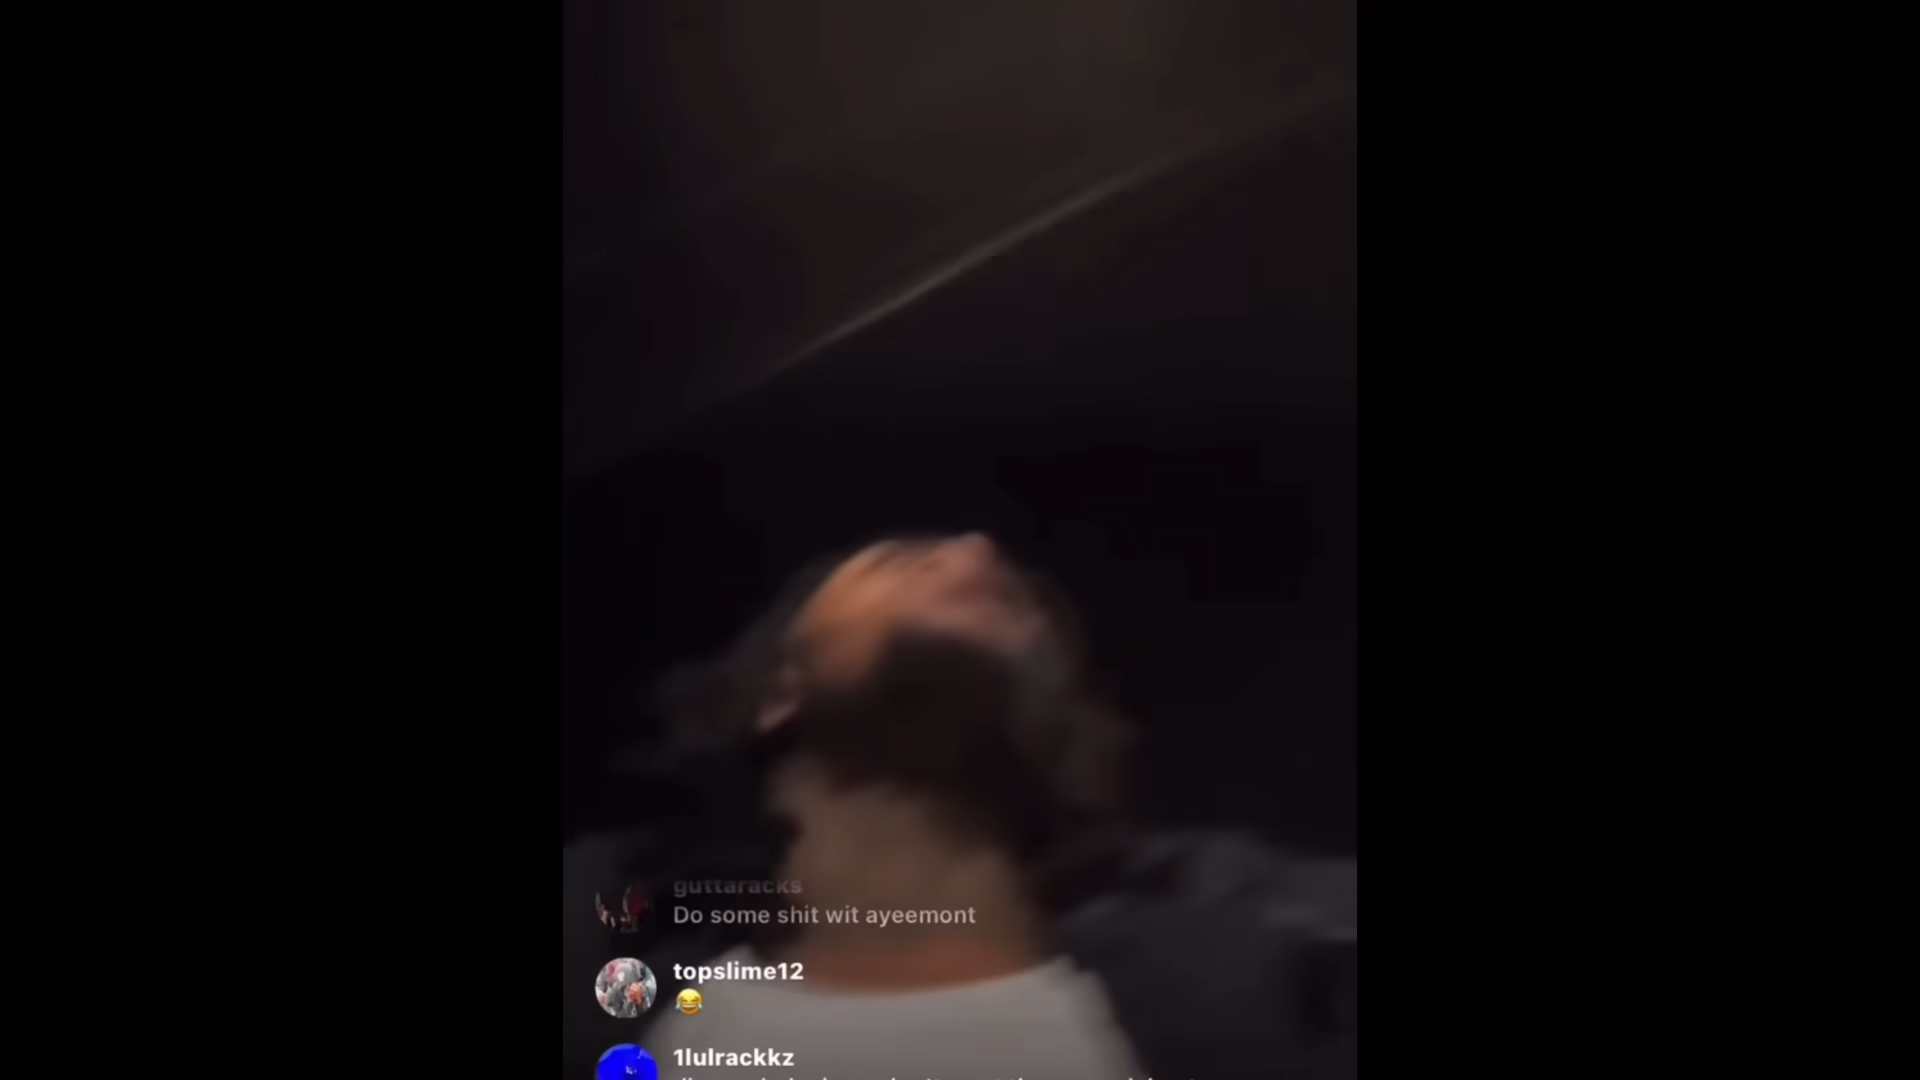 guttaracks
Do some shit wit ayeemont
topslime12
😂
1lulrackkz